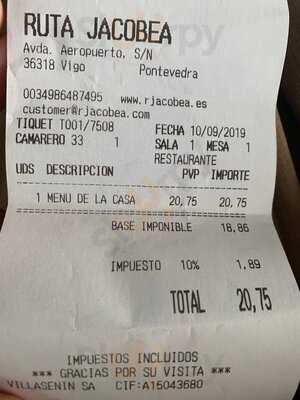 RUTA JACOBEA
Avda. Aeropuerto, S/N
36318 Vigo Pontevedra
0034986487495 www.rjacobea.es
customer@rjacobea.com
TIQUET T001/7508 FECHA 10/09/2019
CAMARERO 33 1 SALA 1 MESA 1
RESTAURANTE
UDS DESCRIPCION PVP IMPORTE
1 MENU DE LA CASA 20,75 20,75
BASE IMPONIBLE 18,86
IMPUESTO 10% 1,89
TOTAL 20,75
IMPUESTOS INCLUIDOS
*** GRACIAS POR SU VISITA ***
VILLASENIN SA CIF:A15043680